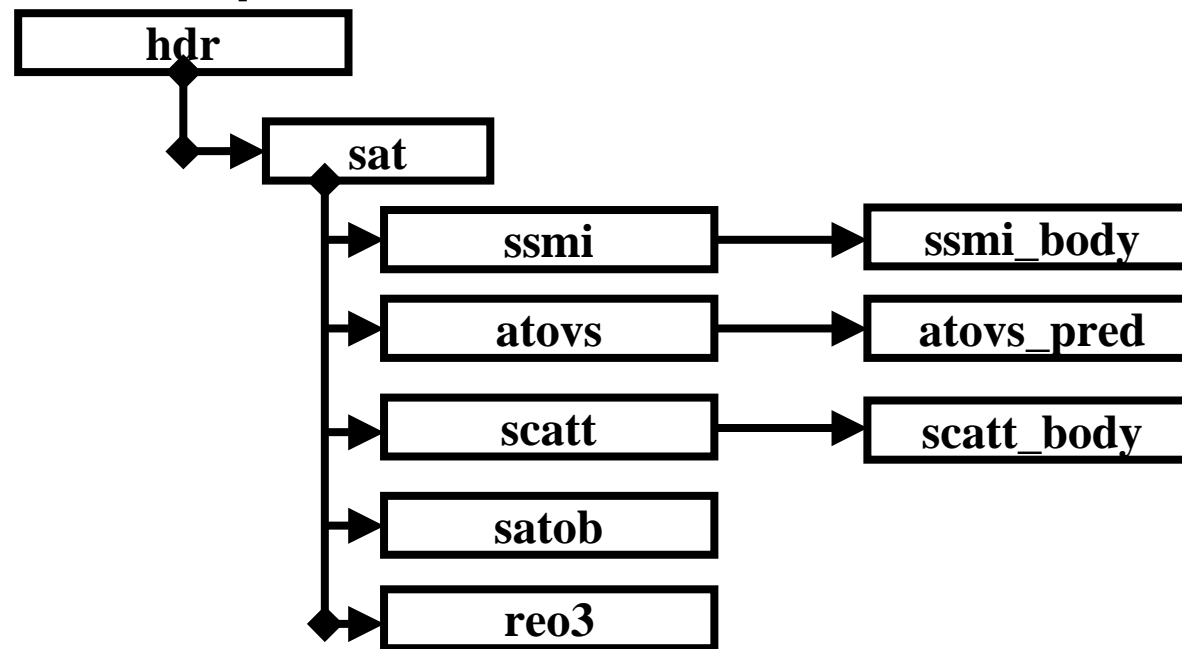 hdr
sat
ssmi
ssmi_body
atovs
atovs_pred
scatt
scatt_body
satob
reo3